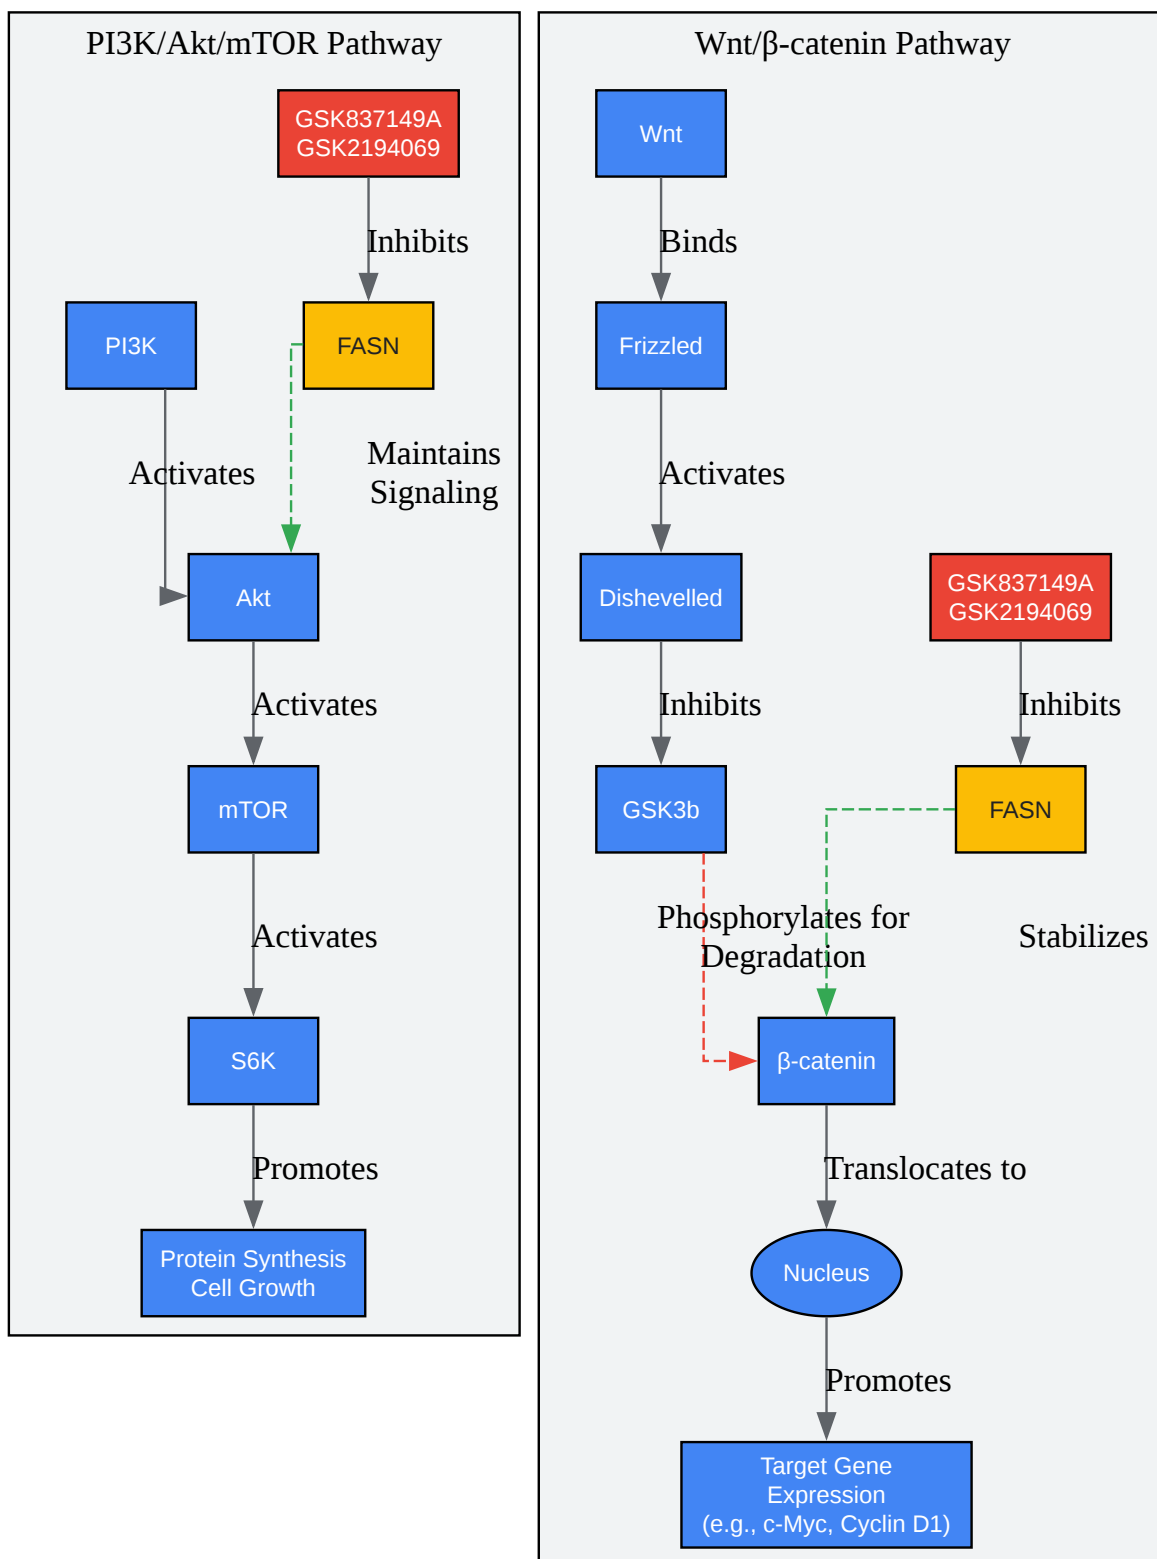 PI3K/Akt/mTOR Pathway
GSK837149A
GSK2194069
Inhibits
PI3K
FASN
Activates
Maintains
Signaling
Akt
Activates
mTOR
Activates
S6K
Promotes
Protein Synthesis
Cell Growth
Wnt/β-catenin Pathway
Wnt
Binds
Frizzled
Activates
Dishevelled
GSK837149A
GSK2194069
Inhibits
Inhibits
GSK3b
FASN
Phosphorylates for
Degradation
Stabilizes
β-catenin
Translocates to
Nucleus
Promotes
Target Gene
Expression
(e.g., c-Myc, Cyclin D1)